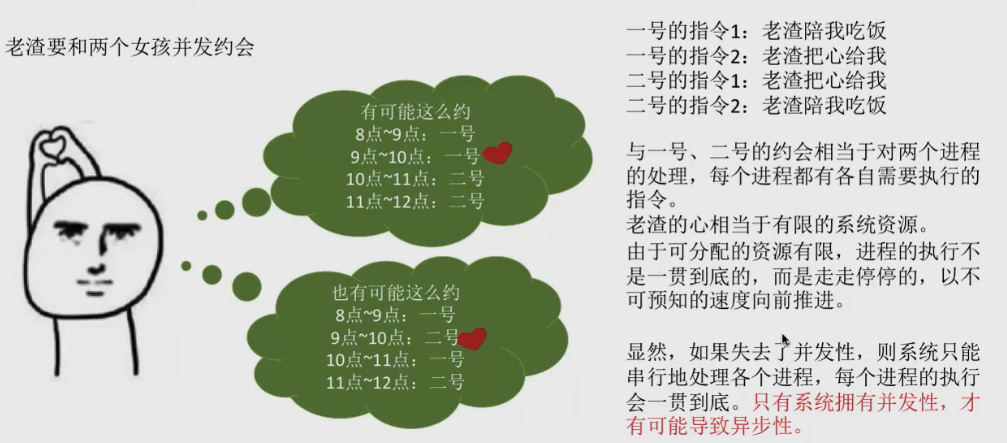 老渣要和两个女孩并发约会
有可能这么约
8点~9点：一号
9点~10点：一号
10点~11点：二号
11点~12点：二号
也有可能这么约
8点~9点：一号
9点~10点：二号
10点~11点：一号
11点~12点：二号
一号的指令1：老渣陪我吃饭
一号的指令2：老渣把心给我
二号的指令1：老渣把心给我
二号的指令2：老渣陪我吃饭
与一号、二号的约会相当于对两个进程
的处理，每个进程都有各自需要执行的
指令。
老渣的心相当于有限的系统资源。
由于可分配的资源有限，进程的执行不
是一贯到底的，而是走走停停的，以不
可预知的速度向前推进。
显然，如果失去了并发性，则系统只能
串行地处理各个进程，每个进程的执行
会一贯到底。只有系统拥有并发性，才
有可能导致异步性。